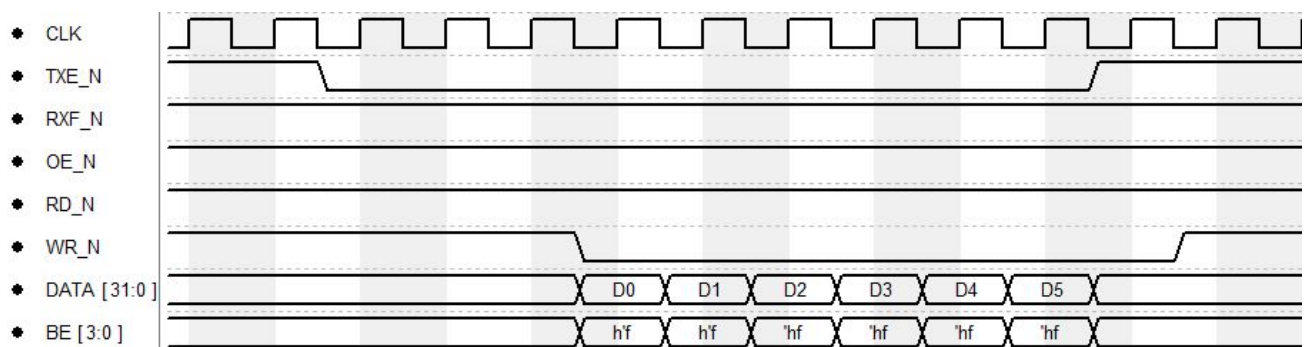 CLK
TXE_N
RXF_N
OE_N
RD_N
WR_N
DATA [31:0] D0 D1 D2 D3 D4 D5
BE [3:0] h'f h'f 'hf 'hf 'hf 'hf